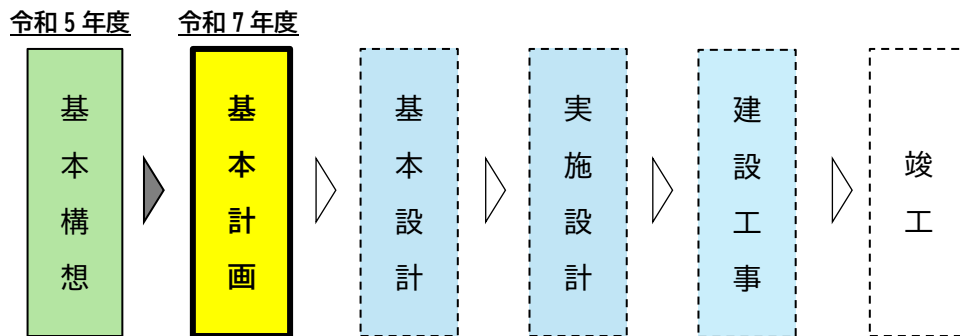 令和5年度
令和7年度
基本構想
基本計画
基本設計
実施設計
建設工事
竣工